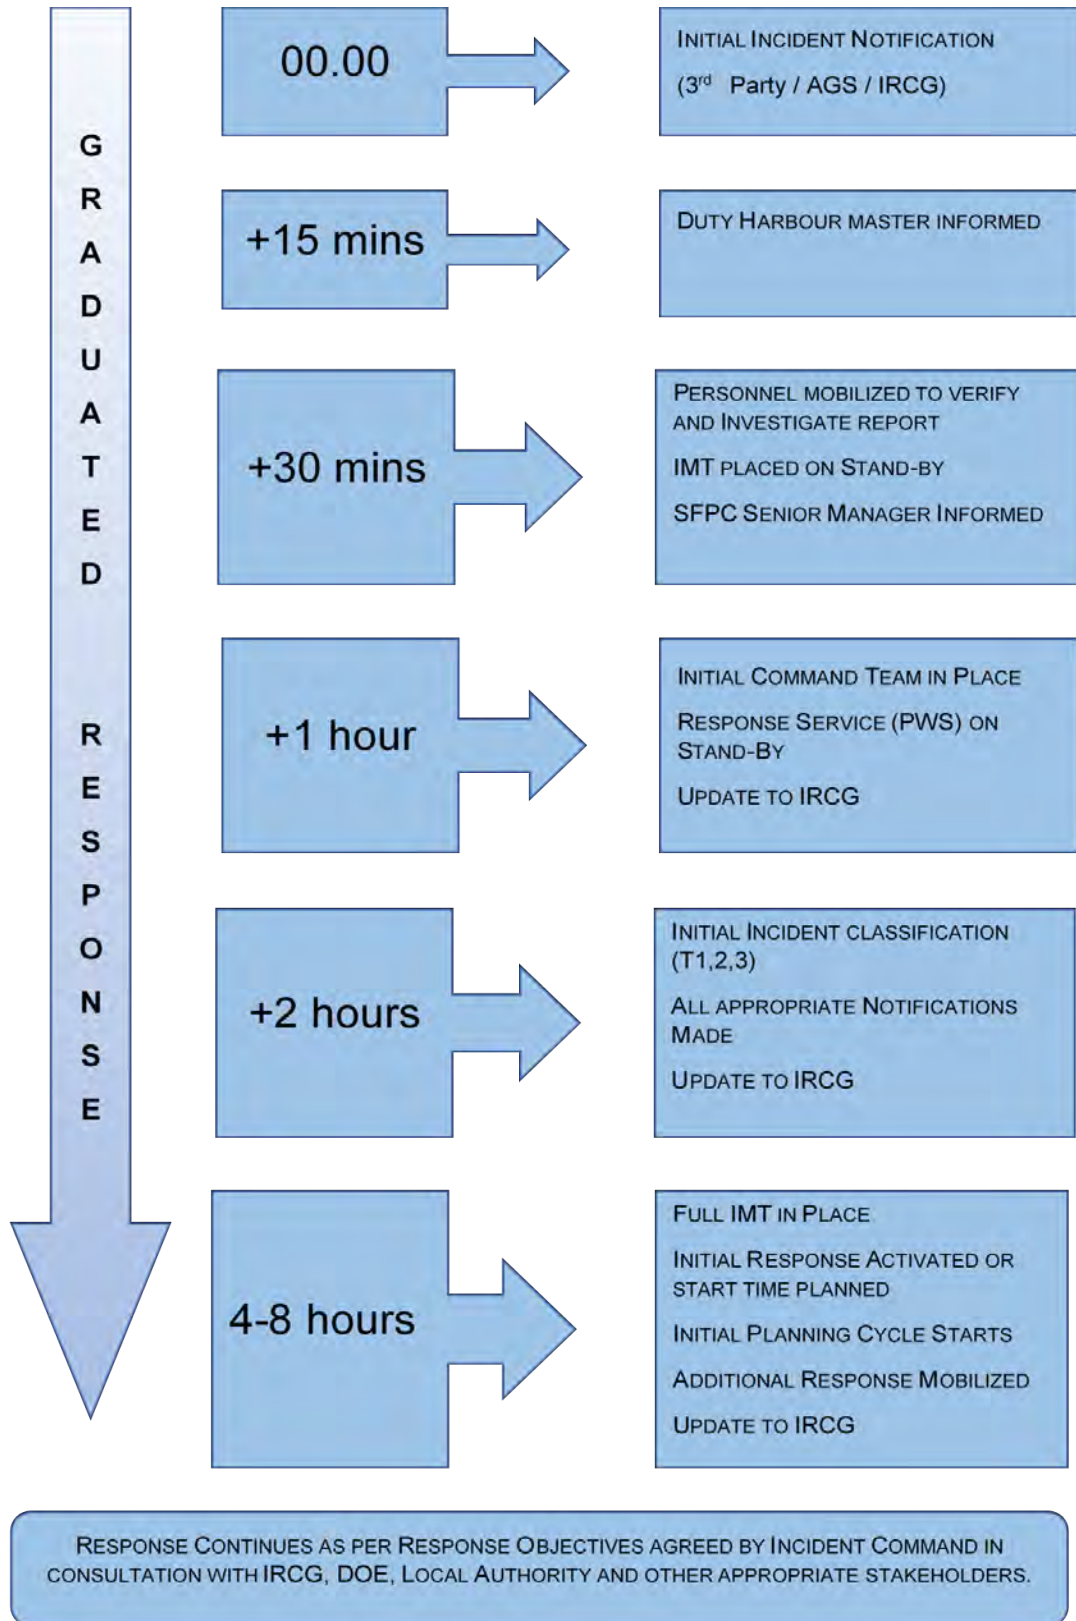 GRADUATED RESPONSE
00.00
INITIAL INCIDENT NOTIFICATION
(3rd Party / AGS / IRCG)
+15 mins
DUTY HARBOUR MASTER INFORMED
+30 mins
PERSONNEL MOBILIZED TO VERIFY
AND INVESTIGATE REPORT
IMT PLACED ON STAND-BY
SFPC SENIOR MANAGER INFORMED
+1 hour
INITIAL COMMAND TEAM IN PLACE
RESPONSE SERVICE (PWS) ON
STAND-BY
UPDATE TO IRCG
+2 hours
INITIAL INCIDENT CLASSIFICATION
(T1,2,3)
ALL APPROPRIATE NOTIFICATIONS
MADE
UPDATE TO IRCG
4-8 hours
FULL IMT IN PLACE
INITIAL RESPONSE ACTIVATED OR
START TIME PLANNED
INITIAL PLANNING CYCLE STARTS
ADDITIONAL RESPONSE MOBILIZED
UPDATE TO IRCG
RESPONSE CONTINUES AS PER RESPONSE OBJECTIVES AGREED BY INCIDENT COMMAND IN
CONSULTATION WITH IRCG, DOE, LOCAL AUTHORITY AND OTHER APPROPRIATE STAKEHOLDERS.